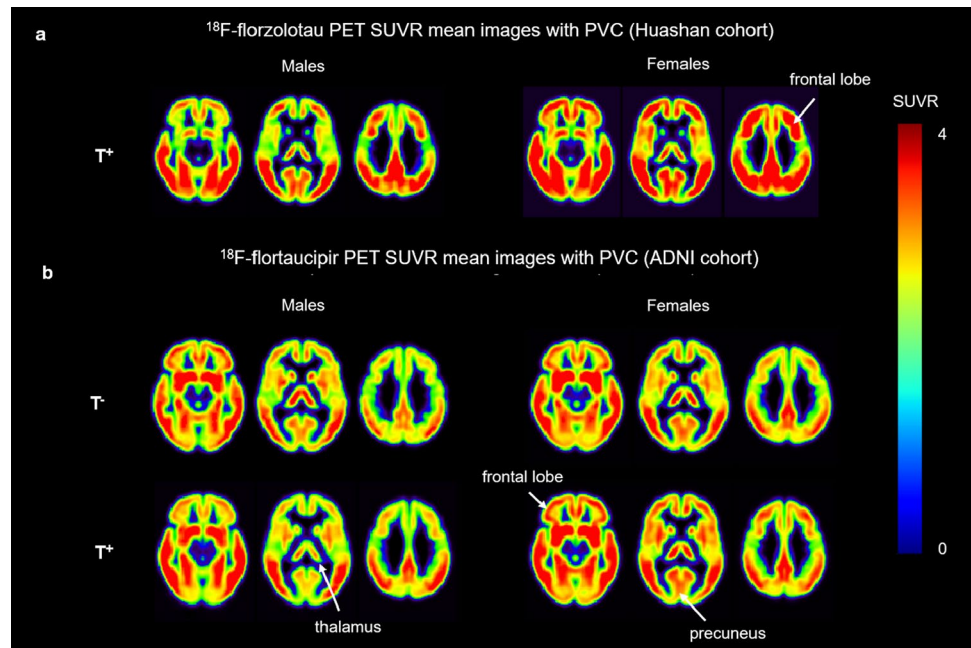 a
¹⁸F-florzolotau PET SUVR mean images with PVC (Huashan cohort)
Males
Females
frontal lobe
SUVR
4
T⁺
b
¹⁸F-flortaucipir PET SUVR mean images with PVC (ADNI cohort)
Males
Females
T⁻
frontal lobe
T⁺
0
thalamus
precuneus